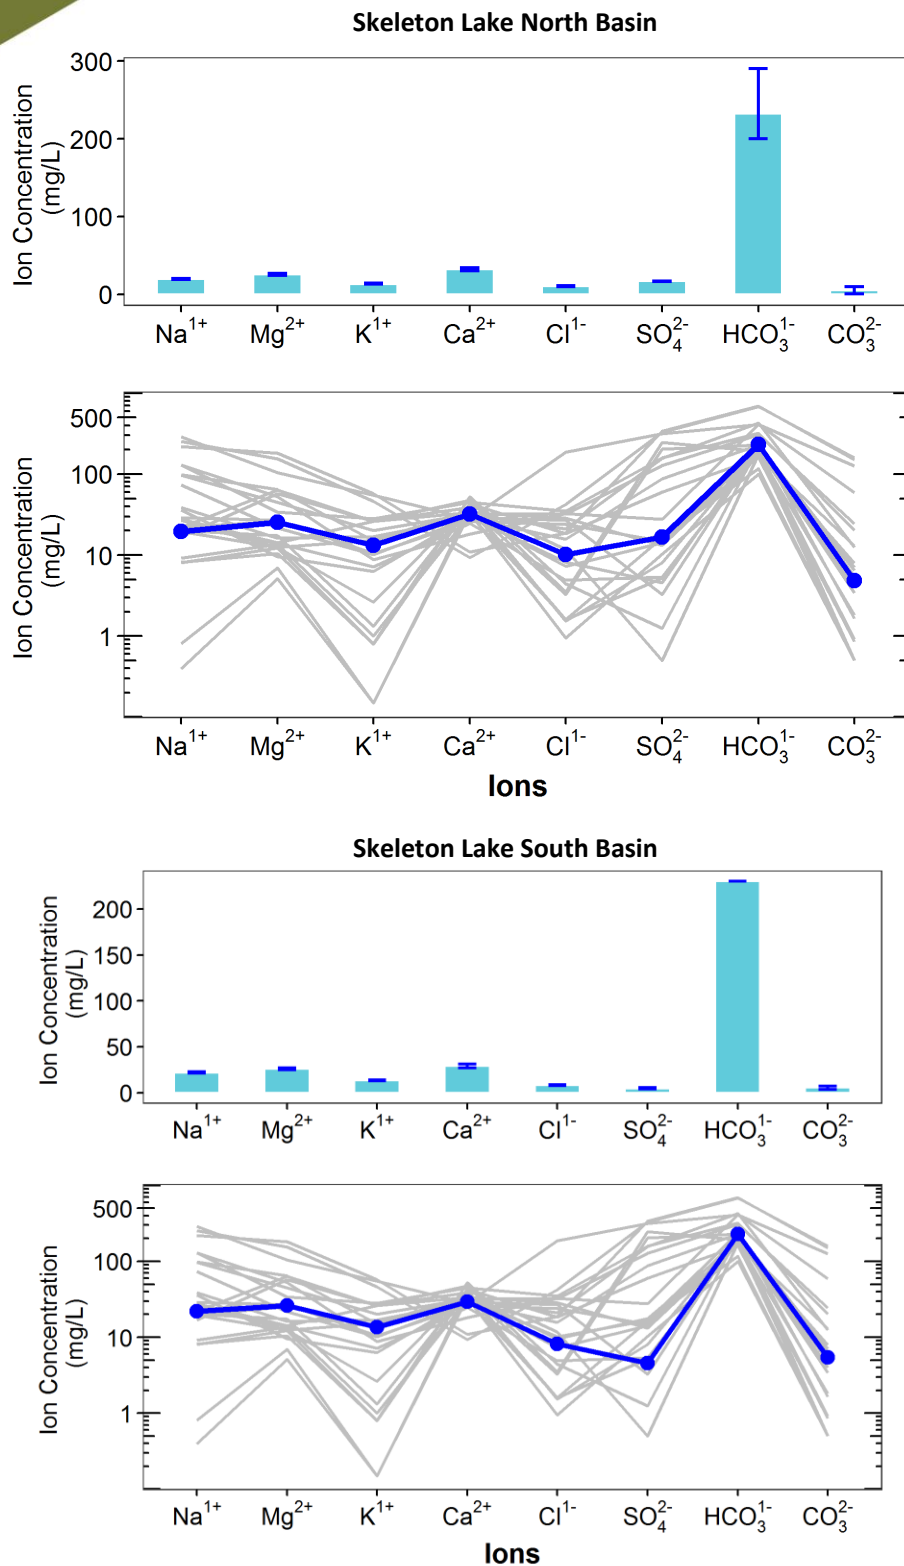 Skeleton Lake North Basin
Ion Concentration
(mg/L)
300
200
100
0
Na¹⁺ Mg²⁺ K¹⁺ Ca²⁺ Cl¹⁻ SO₄²⁻ HCO₃¹⁻ CO₃²⁻
Ion Concentration
(mg/L)
500
100
10
1
Na¹⁺ Mg²⁺ K¹⁺ Ca²⁺ Cl¹⁻ SO₄²⁻ HCO₃¹⁻ CO₃²⁻
Ions
Skeleton Lake South Basin
Ion Concentration
(mg/L)
200
150
100
50
0
Na¹⁺ Mg²⁺ K¹⁺ Ca²⁺ Cl¹⁻ SO₄²⁻ HCO₃¹⁻ CO₃²⁻
Ion Concentration
(mg/L)
500
100
10
1
Na¹⁺ Mg²⁺ K¹⁺ Ca²⁺ Cl¹⁻ SO₄²⁻ HCO₃¹⁻ CO₃²⁻
Ions